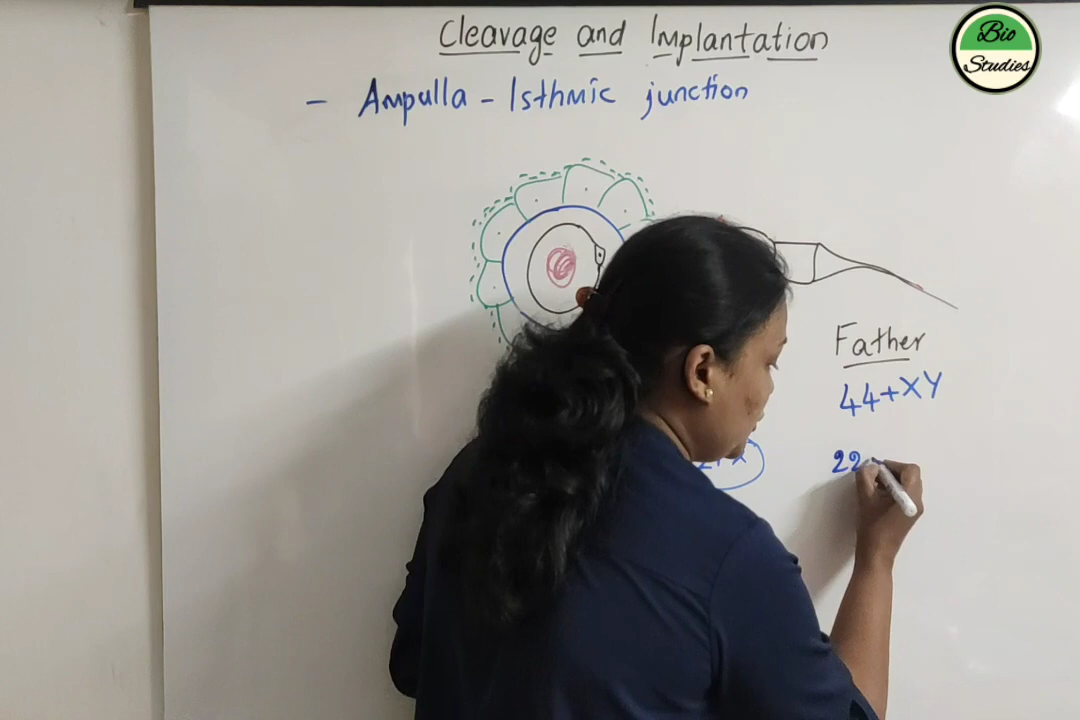 Cleavage and Implantation
Bio
Studies
- Ampulla - Isthmic junction
Father
44+XY
22